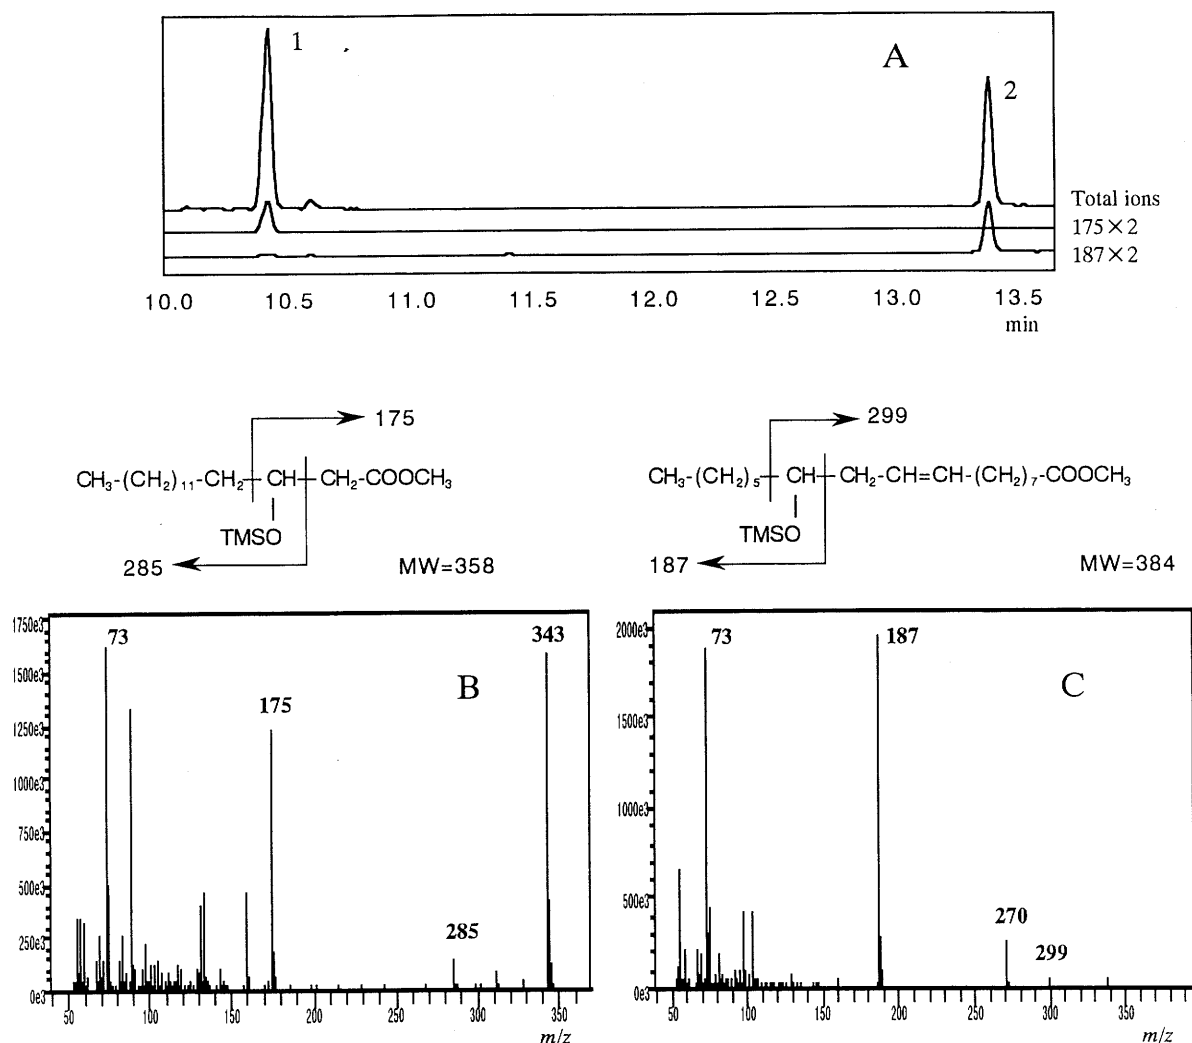 1
A
2
Total ions
175×2
187×2
10.0 10.5 11.0 11.5 12.0 12.5 13.0 13.5
min
175
CH₃-(CH₂)₁₁-CH₂-CH-CH₂-COOCH₃
TMSO
285
MW=358
299
CH₃-(CH₂)₅-CH-CH₂-CH=CH-(CH₂)₇-COOCH₃
TMSO
187
MW=384
1750e3
1500e3
1250e3
1000e3
750e3
500e3
250e3
0e3
73
175
285
343
B
50 100 150 200 250 300 350
m/z
2000e3
1500e3
1000e3
500e3
0e3
73
187
270
299
C
50 100 150 200 250 300 350
m/z